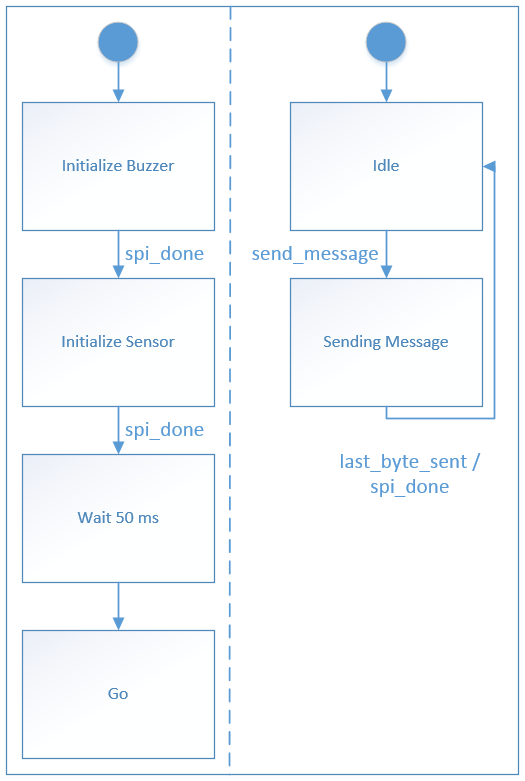 Initialize Buzzer
spi_done
Initialize Sensor
spi_done
Wait 50 ms
Go
Idle
send_message
Sending Message
last_byte_sent /
spi_done